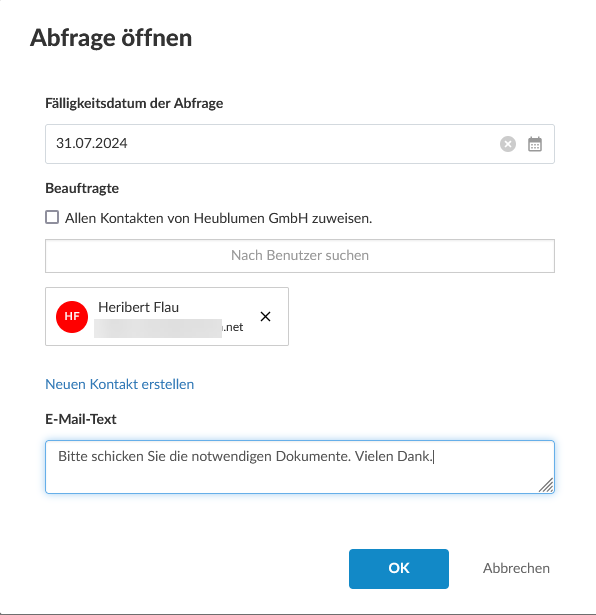 Abfrage öffnen
Fälligkeitsdatum der Abfrage
31.07.2024
Beauftragte
Allen Kontakten von Heublumen GmbH zuweisen.
Nach Benutzer suchen
HF
Heribert Flau
.net
Neuen Kontakt erstellen
E-Mail-Text
Bitte schicken Sie die notwendigen Dokumente. Vielen Dank.
OK
Abbrechen